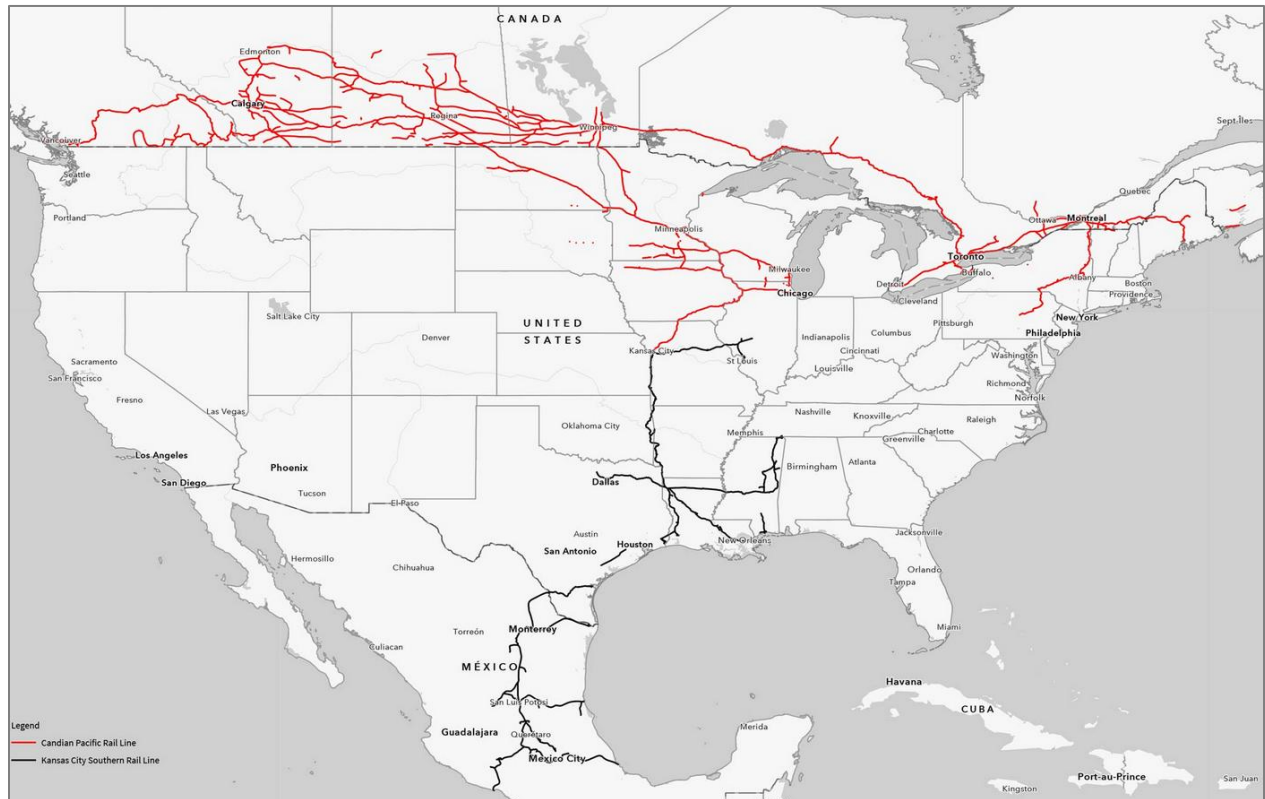 CANADA
Edmonton
Calgary
Regina
Winnipeg
Vancouver
Seattle
Portland
Sept-Îles
Quebec
Ottawa
Montreal
Toronto
Buffalo
Minneapolis
Milwaukee
Detroit
Chicago
Cleveland
Albany
Boston
Providence
New York
Philadelphia
Pittsburgh
Salt Lake City
UNITED
STATES
Denver
Indianapolis
Columbus
Cincinnati
Washington
Kansas City
St Louis
Louisville
Richmond
Norfolk
Sacramento
San Francisco
Fresno
Las Vegas
Nashville
Knoxville
Raleigh
Oklahoma City
Memphis
Charlotte
Greenville
Los Angeles
San Diego
Phoenix
Tucson
Birmingham
Atlanta
Dallas
El Paso
Austin
San Antonio
Houston
New Orleans
Jacksonville
Hermosillo
Chihuahua
Orlando
Tampa
Miami
Torreón
Monterrey
Culiacan
MÉXICO
San Luis Potosí
Guadalajara
Querétaro
Mexico City
Merida
Havana
CUBA
Port-au-Prince
Kingston
San Juan
Legend
Candian Pacific Rail Line
Kansas City Southern Rail Line